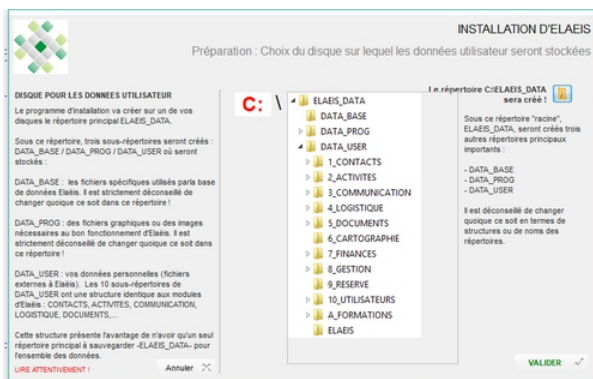 INSTALLATION D'ELAEIS
Préparation : Choix du disque sur lequel les données utilisateur seront stockées
DISQUE POUR LES DONNEES UTILISATEUR
Le programme d'installation va créer sur un de vos
disques le répertoire principal ELAEIS_DATA.
Sous ce répertoire, trois sous-répertoires seront créés :
DATA_BASE / DATA_PROG / DATA_USER où seront
stockés :
DATA_BASE : les fichiers spécifiques utilisés parla base
de données Elaëis. Il est strictement déconseillé de
changer quoique ce soit dans ce répertoire !
DATA_PROG : des fichiers graphiques ou des images
nécessaires au bon fonctionnement d'Elaëis. Il est
strictement déconseillé de changer quoique ce soit dans
ce répertoire !
DATA_USER : vos données personnelles (fichiers
externes à Elaëis). Les 10 sous-répertoires de
DATA_USER ont une structure identique aux modules
d'Elaëis : CONTACTS, ACTIVITES, COMMUNICATION,
LOGISTIQUE, DOCUMENTS,...
Cette structure présente l'avantage de n'avoir qu'un seul
répertoire principal à sauvegarder -ELAEIS_DATA- pour
l'ensemble des données.
LIRE ATTENTIVEMENT !
Annuler
C: \
ELAEIS_DATA
DATA_BASE
DATA_PROG
DATA_USER
1_CONTACTS
2_ACTIVITES
3_COMMUNICATION
4_LOGISTIQUE
5_DOCUMENTS
6_CARTOGRAPHIE
7_FINANCES
8_GESTION
9_RESERVE
10_UTILISATEURS
A_FORMATIONS
ELAEIS
Le répertoire C:\ELAEIS_DATA
sera créé !
Sous ce répertoire "racine",
ELAEIS_DATA, seront créés trois
autres répertoires principaux
importants :
- DATA_BASE
- DATA_PROG
- DATA_USER
Il est déconseillé de changer
quoique ce soit en termes de
structures ou de noms des
répertoires.
VALIDER